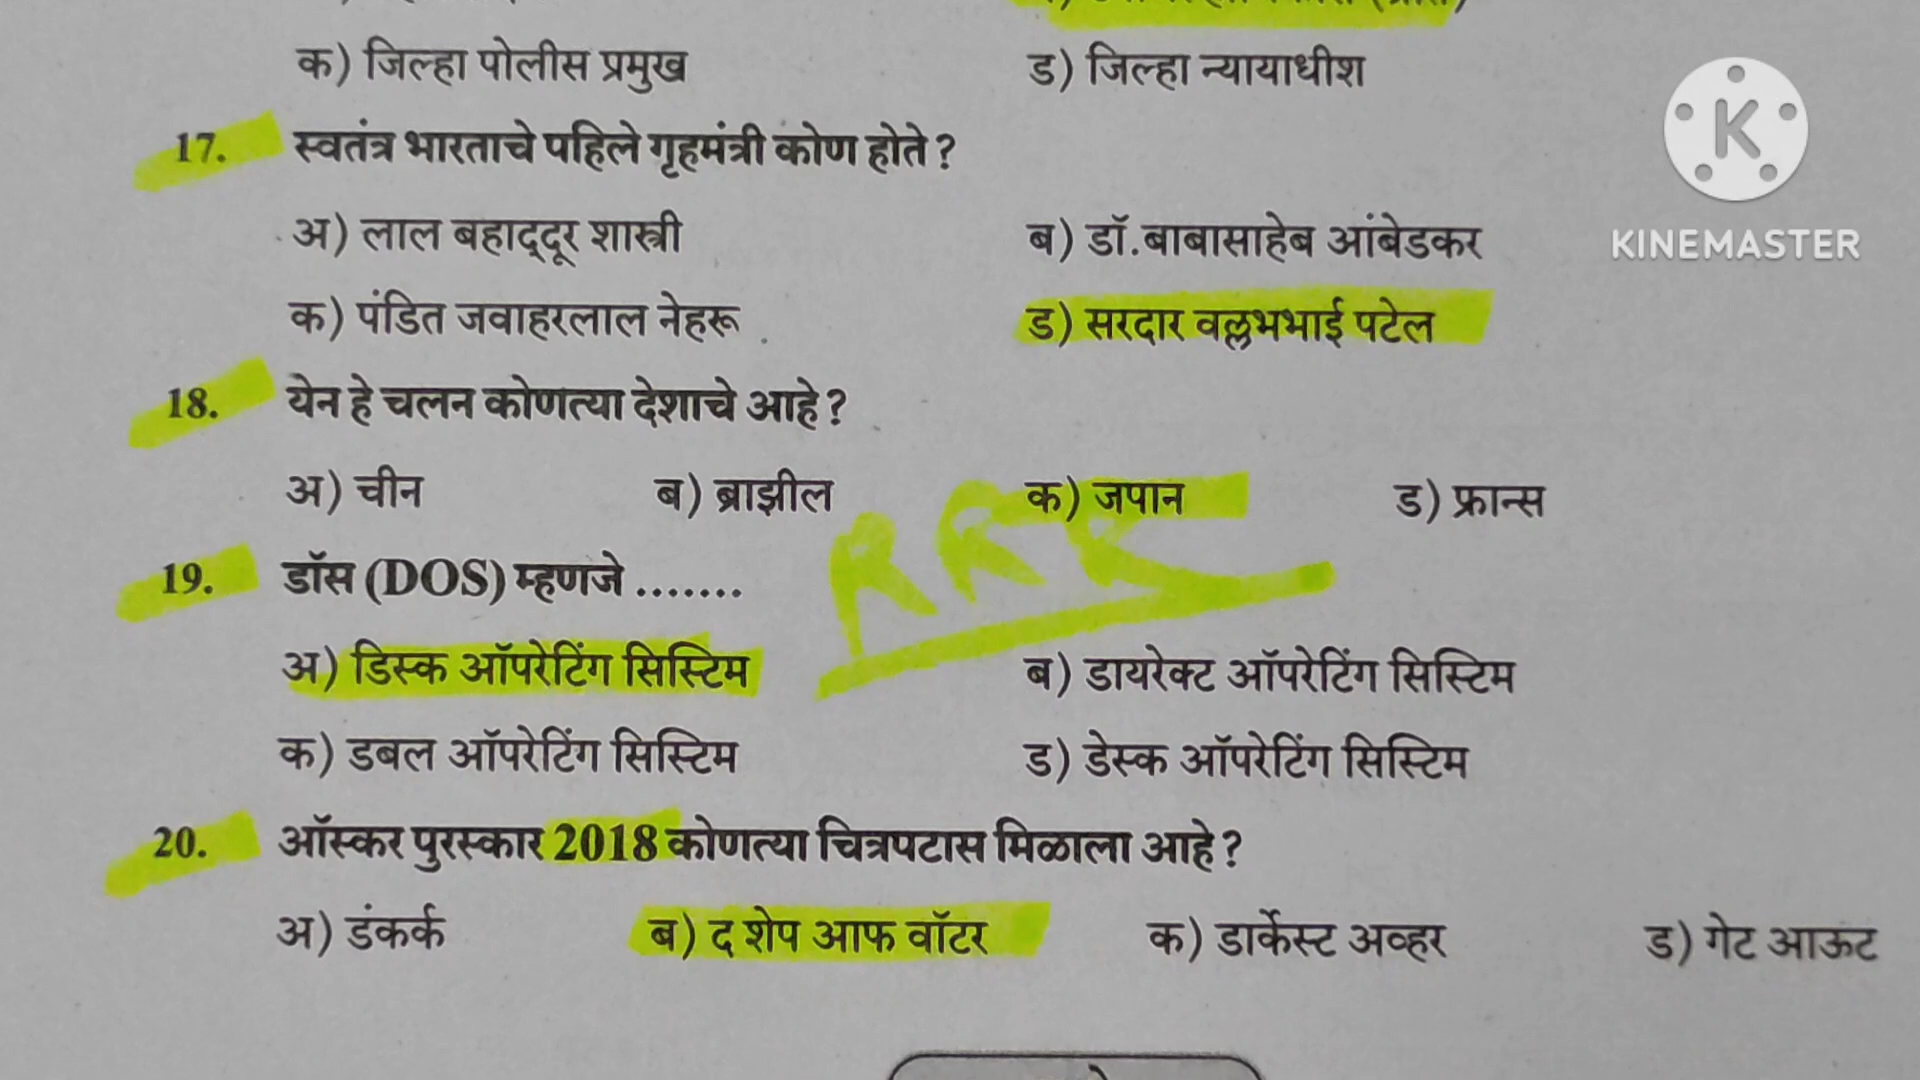 क) जिल्हा पोलीस प्रमुख ड) जिल्हा न्यायाधीश
17. स्वतंत्र भारताचे पहिले गृहमंत्री कोण होते ?
अ) लाल बहाद्दूर शास्त्री ब) डॉ.बाबासाहेब आंबेडकर
क) पंडित जवाहरलाल नेहरू ड) सरदार वल्लभभाई पटेल
18. येन हे चलन कोणत्या देशाचे आहे ?
अ) चीन ब) ब्राझील क) जपान ड) फ्रान्स
19. डॉस (DOS) म्हणजे .......
RRR
अ) डिस्क ऑपरेटिंग सिस्टिम ब) डायरेक्ट ऑपरेटिंग सिस्टिम
क) डबल ऑपरेटिंग सिस्टिम ड) डेस्क ऑपरेटिंग सिस्टिम
20. ऑस्कर पुरस्कार 2018 कोणत्या चित्रपटास मिळाला आहे ?
अ) डंकर्क ब) द शेप आफ वॉटर क) डार्केस्ट अव्हर ड) गेट आऊट
K
KINEMASTER